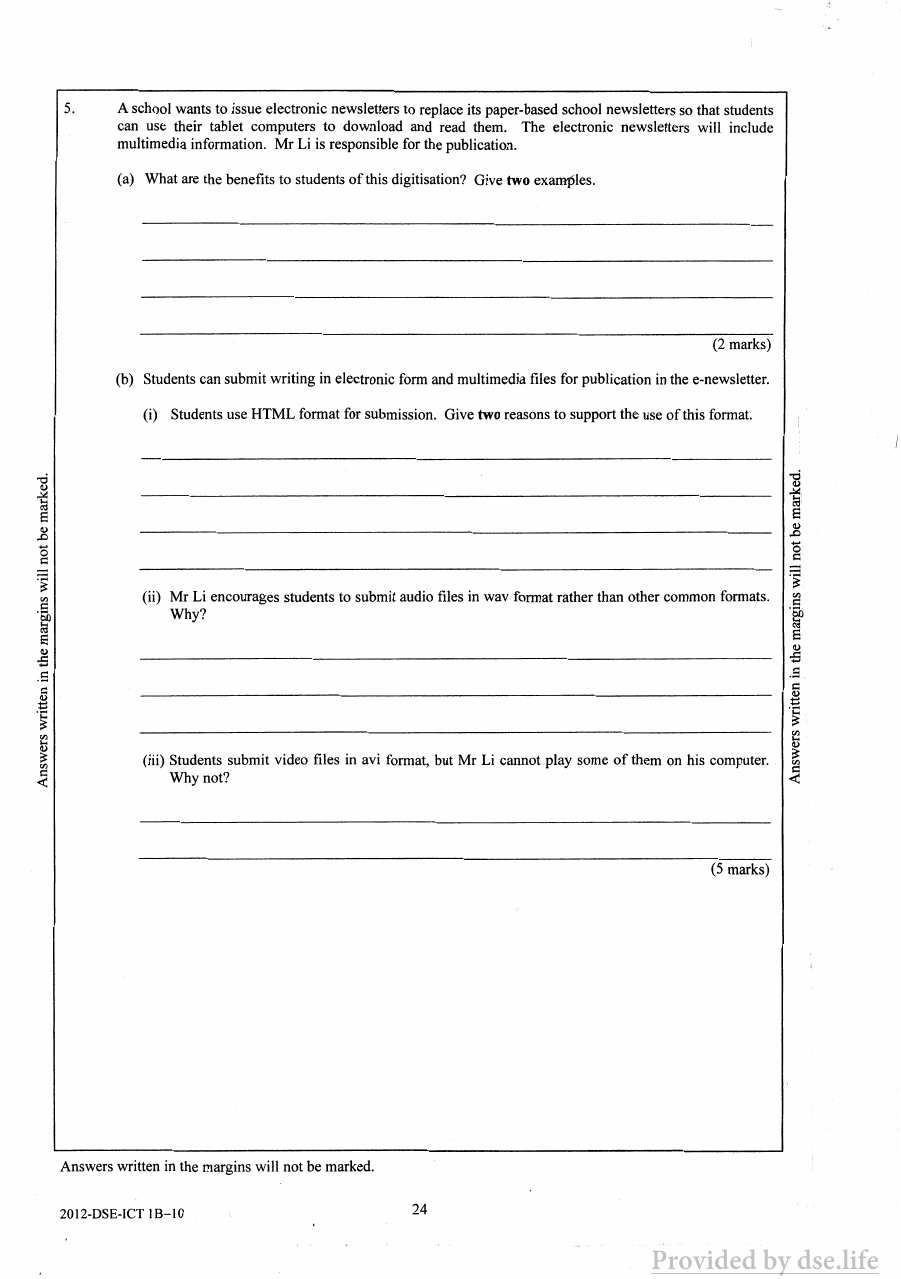 5. A school wants to issue electronic newsletters to replace its paper-based school newsletters so that students
can use their tablet computers to download and read them. The electronic newsletters will include
multimedia information. Mr Li is responsible for the publication.
(a) What are the benefits to students of this digitisation? Give two examples.
(2 marks)
(b) Students can submit writing in electronic form and multimedia files for publication in the e-newsletter.
(i) Students use HTML format for submission. Give two reasons to support the use of this format.
(ii) Mr Li encourages students to submit audio files in wav format rather than other common formats.
Why?
(iii) Students submit video files in avi format, but Mr Li cannot play some of them on his computer.
Why not?
(5 marks)
Answers written in the margins will not be marked.
Answers written in the margins will not be marked.
Answers written in the margins will not be marked.
2012-DSE-ICT 1B–10
24
Provided by dse.life